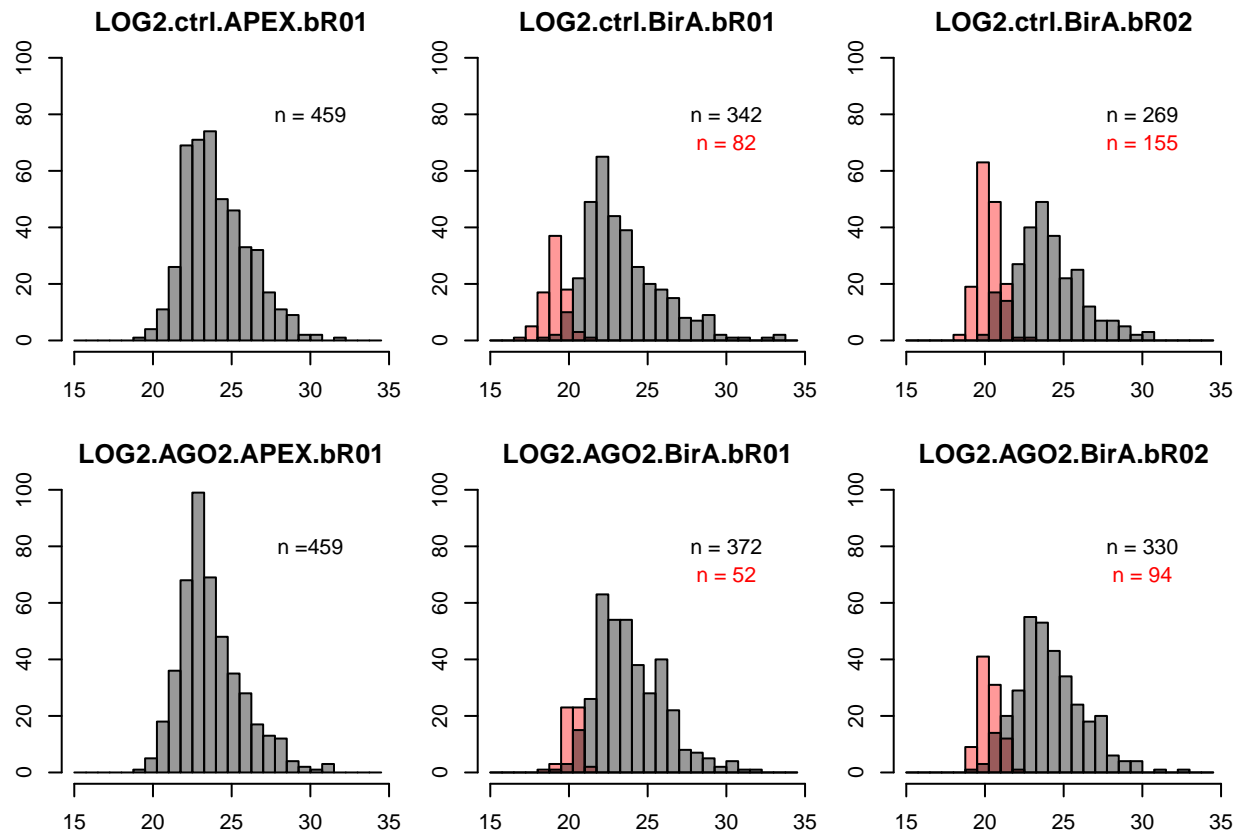 LOG2.ctrl.APEX.bR01
LOG2.ctrl.BirA.bR01
LOG2.ctrl.BirA.bR02
100
80
60
40
20
0
n = 459
15 20 25 30 35
100
80
60
40
20
0
n = 342
n = 82
15 20 25 30 35
100
80
60
40
20
0
n = 269
n = 155
15 20 25 30 35
LOG2.AGO2.APEX.bR01
LOG2.AGO2.BirA.bR01
LOG2.AGO2.BirA.bR02
100
80
60
40
20
0
n =459
15 20 25 30 35
100
80
60
40
20
0
n = 372
n = 52
15 20 25 30 35
100
80
60
40
20
0
n = 330
n = 94
15 20 25 30 35